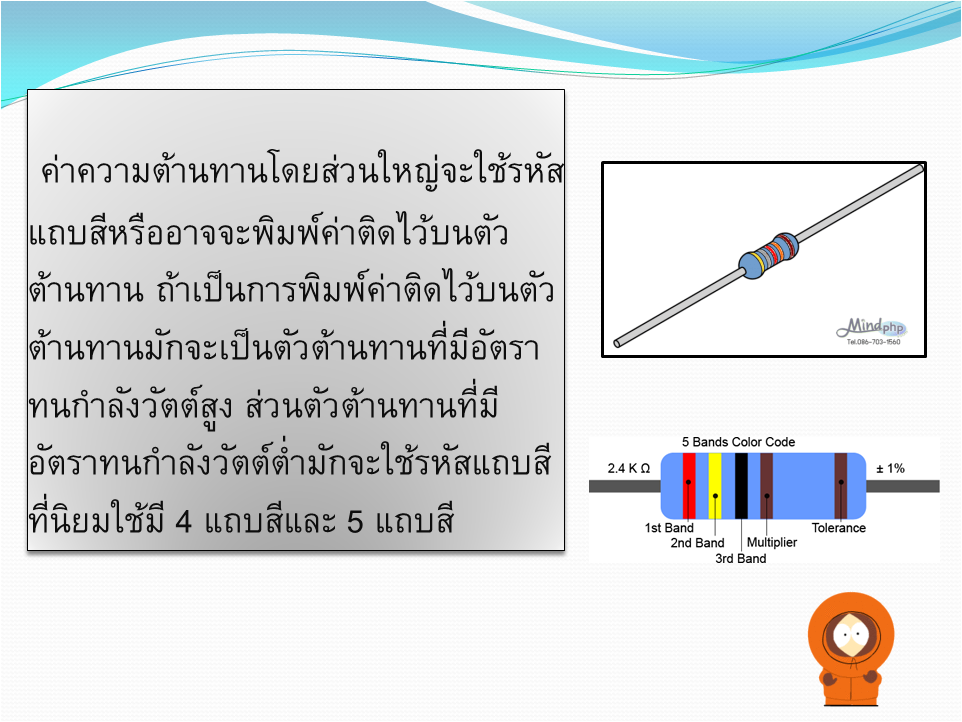 ค่าความต้านทานโดยส่วนใหญ่จะใช้รหัส
แถบสีหรืออาจจะพิมพ์ค่าติดไว้บนตัว
ต้านทาน ถ้าเป็นการพิมพ์ค่าติดไว้บนตัว
ต้านทานมักจะเป็นตัวต้านทานที่มีอัตรา
ทนกำลังวัตต์สูง ส่วนตัวต้านทานที่มี
อัตราทนกำลังวัตต์ต่ำมักจะใช้รหัสแถบสี
ที่นิยมใช้มี 4 แถบสีและ 5 แถบสี
Mindphp
Tel.086-703-1560
5 Bands Color Code
2.4 K Ω
± 1%
1st Band
2nd Band
3rd Band
Multiplier
Tolerance